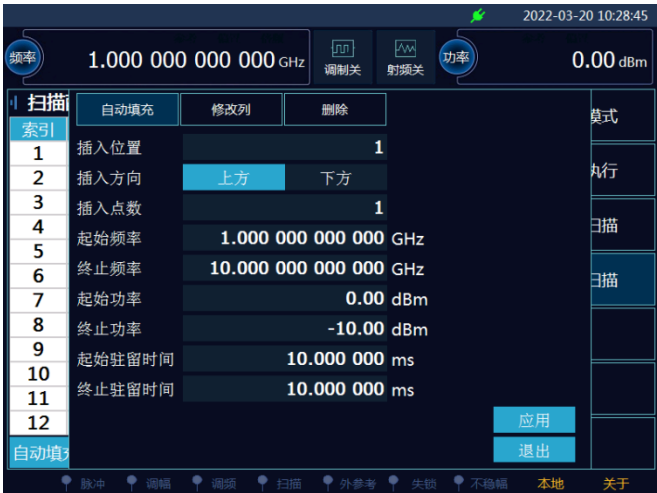 2022-03-20 10:28:45
频率
1.000 000 000 000 GHz
调制关
射频关
功率
0.00 dBm
扫描
索引
1
2
3
4
5
6
7
8
9
10
11
12
自动填
自动填充 修改列 删除
插入位置 1
插入方向 上方 下方
插入点数 1
起始频率 1.000 000 000 000 GHz
终止频率 10.000 000 000 000 GHz
起始功率 0.00 dBm
终止功率 -10.00 dBm
起始驻留时间 10.000 000 ms
终止驻留时间 10.000 000 ms
应用
退出
模式
执行
扫描
扫描
脉冲 调幅 调频 扫描 外参考 失锁 不稳幅 本地 关于